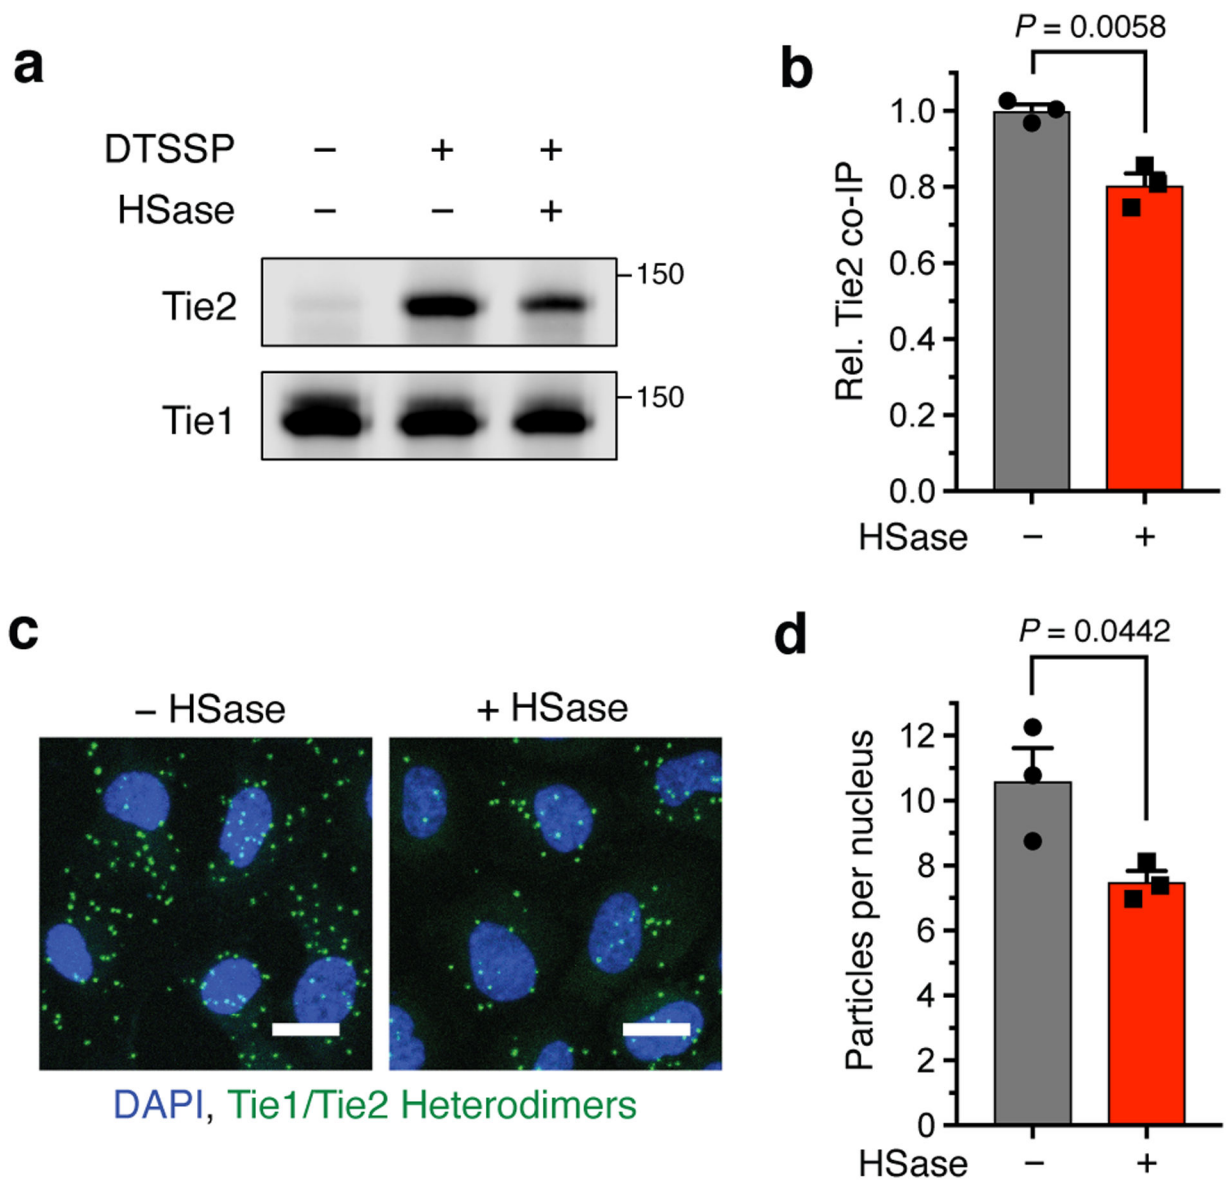 a
DTSSP – + +
HSase – – +
Tie2
150
Tie1
150
b
P = 0.0058
Rel. Tie2 co-IP
1.0
0.8
0.6
0.4
0.2
0.0
HSase – +
c
– HSase
+ HSase
DAPI, Tie1/Tie2 Heterodimers
d
P = 0.0442
Particles per nucleus
12
10
8
6
4
2
0
HSase – +